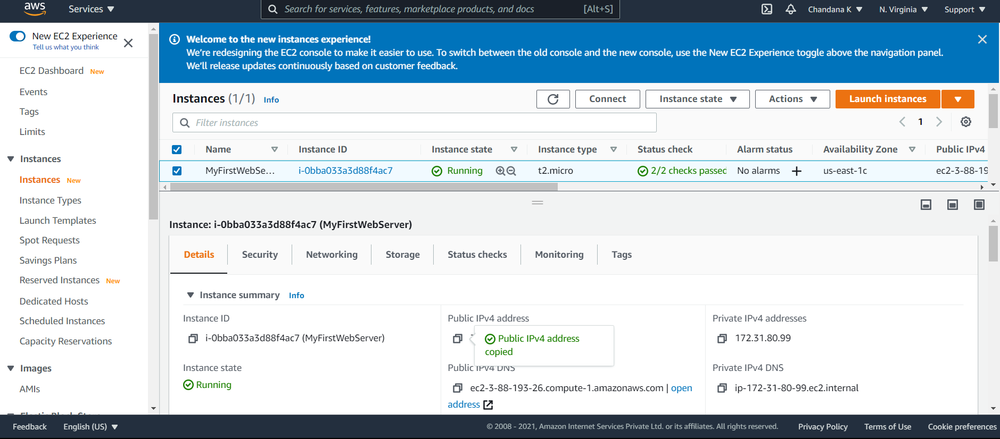 aws
Services
Search for services, features, marketplace products, and docs [Alt+S]
Chandana K
N. Virginia
Support
New EC2 Experience
Tell us what you think
EC2 Dashboard New
Events
Tags
Limits
Instances
Instances New
Instance Types
Launch Templates
Spot Requests
Savings Plans
Reserved Instances New
Dedicated Hosts
Scheduled Instances
Capacity Reservations
Images
AMIs
Elastic Block Store
Welcome to the new instances experience!
We're redesigning the EC2 console to make it easier to use. To switch between the old console and the new console, use the New EC2 Experience toggle above the navigation panel.
We'll release updates continuously based on customer feedback.
Instances (1/1) Info
Connect
Instance state
Actions
Launch instances
Filter instances
1
Name Instance ID Instance state Instance type Status check Alarm status Availability Zone Public IPv4
MyFirstWebSe... i-0bba033a3d88f4ac7 Running t2.micro 2/2 checks passed No alarms + us-east-1c ec2-3-88-19
Instance: i-0bba033a3d88f4ac7 (MyFirstWebServer)
Details Security Networking Storage Status checks Monitoring Tags
Instance summary Info
Instance ID
i-0bba033a3d88f4ac7 (MyFirstWebServer)
Public IPv4 address
Public IPv4 address
copied
Private IPv4 addresses
172.31.80.99
Instance state
Running
Public IPv4 DNS
ec2-3-88-193-26.compute-1.amazonaws.com | open
address
Private IPv4 DNS
ip-172-31-80-99.ec2.internal
Feedback
English (US)
© 2008 - 2021, Amazon Internet Services Private Ltd. or its affiliates. All rights reserved.
Privacy Policy
Terms of Use
Cookie preferences